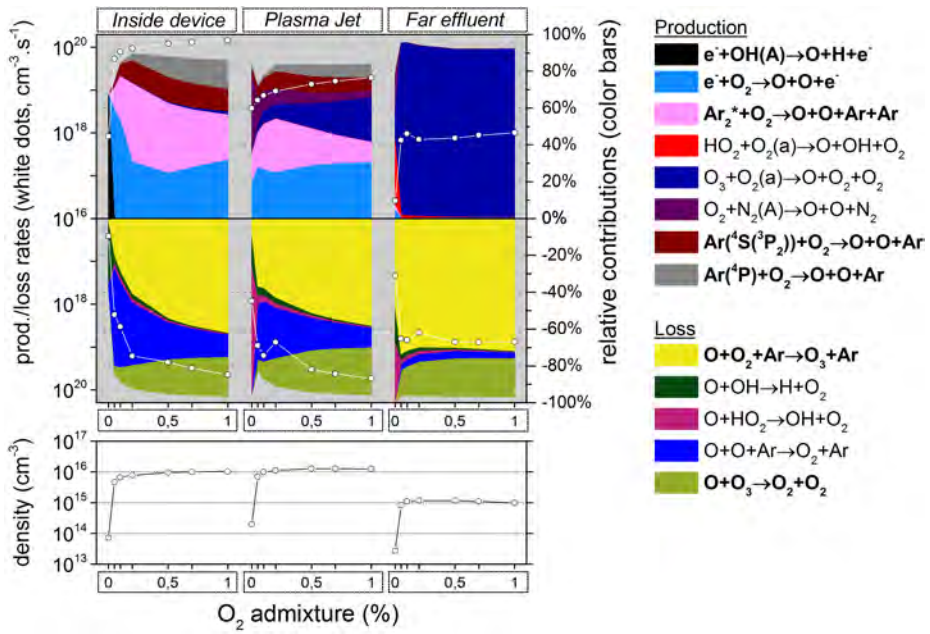 Inside device Plasma Jet Far effluent
prod./loss rates (white dots, cm⁻³.s⁻¹)
10²⁰
10¹⁸
10¹⁶
10¹⁸
10²⁰
100%
80%
60%
40%
20%
0%
-20%
-40%
-60%
-80%
-100%
relative contributions (color bars)
0 0,5 1 0 0,5 1 0 0,5 1
density (cm⁻³)
10¹⁷
10¹⁶
10¹⁵
10¹⁴
10¹³
0 0,5 1 0 0,5 1 0 0,5 1
O₂ admixture (%)
Production
e⁻+OH(A)→O+H+e⁻
e⁻+O₂→O+O+e⁻
Ar₂*+O₂→O+O+Ar+Ar
HO₂+O₂(a)→O+OH+O₂
O₃+O₂(a)→O+O₂+O₂
O₂+N₂(A)→O+O+N₂
Ar(⁴S(³P₂))+O₂→O+O+Ar
Ar(⁴P)+O₂→O+O+Ar
Loss
O+O₂+Ar→O₃+Ar
O+OH→H+O₂
O+HO₂→OH+O₂
O+O+Ar→O₂+Ar
O+O₃→O₂+O₂